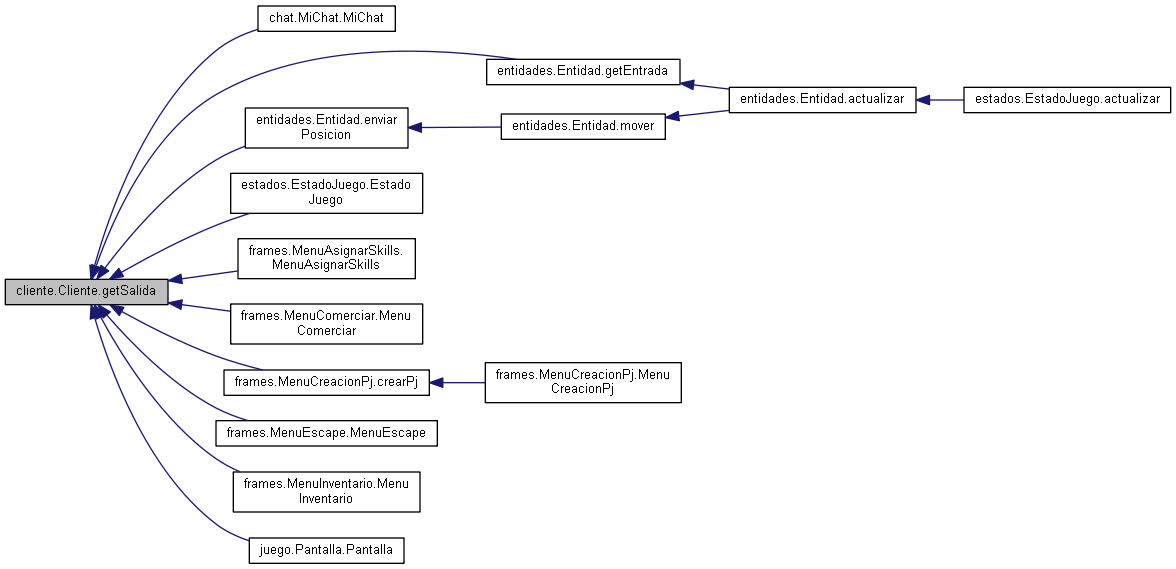 chat.MiChat.MiChat
entidades.Entidad.getEntrada
entidades.Entidad.actualizar
estados.EstadoJuego.actualizar
entidades.Entidad.enviar
Posicion
entidades.Entidad.mover
estados.EstadoJuego.Estado
Juego
frames.MenuAsignarSkills.
MenuAsignarSkills
cliente.Cliente.getSalida
frames.MenuComerciar.Menu
Comerciar
frames.MenuCreacionPj.crearPj
frames.MenuCreacionPj.Menu
CreacionPj
frames.MenuEscape.MenuEscape
frames.MenuInventario.Menu
Inventario
juego.Pantalla.Pantalla